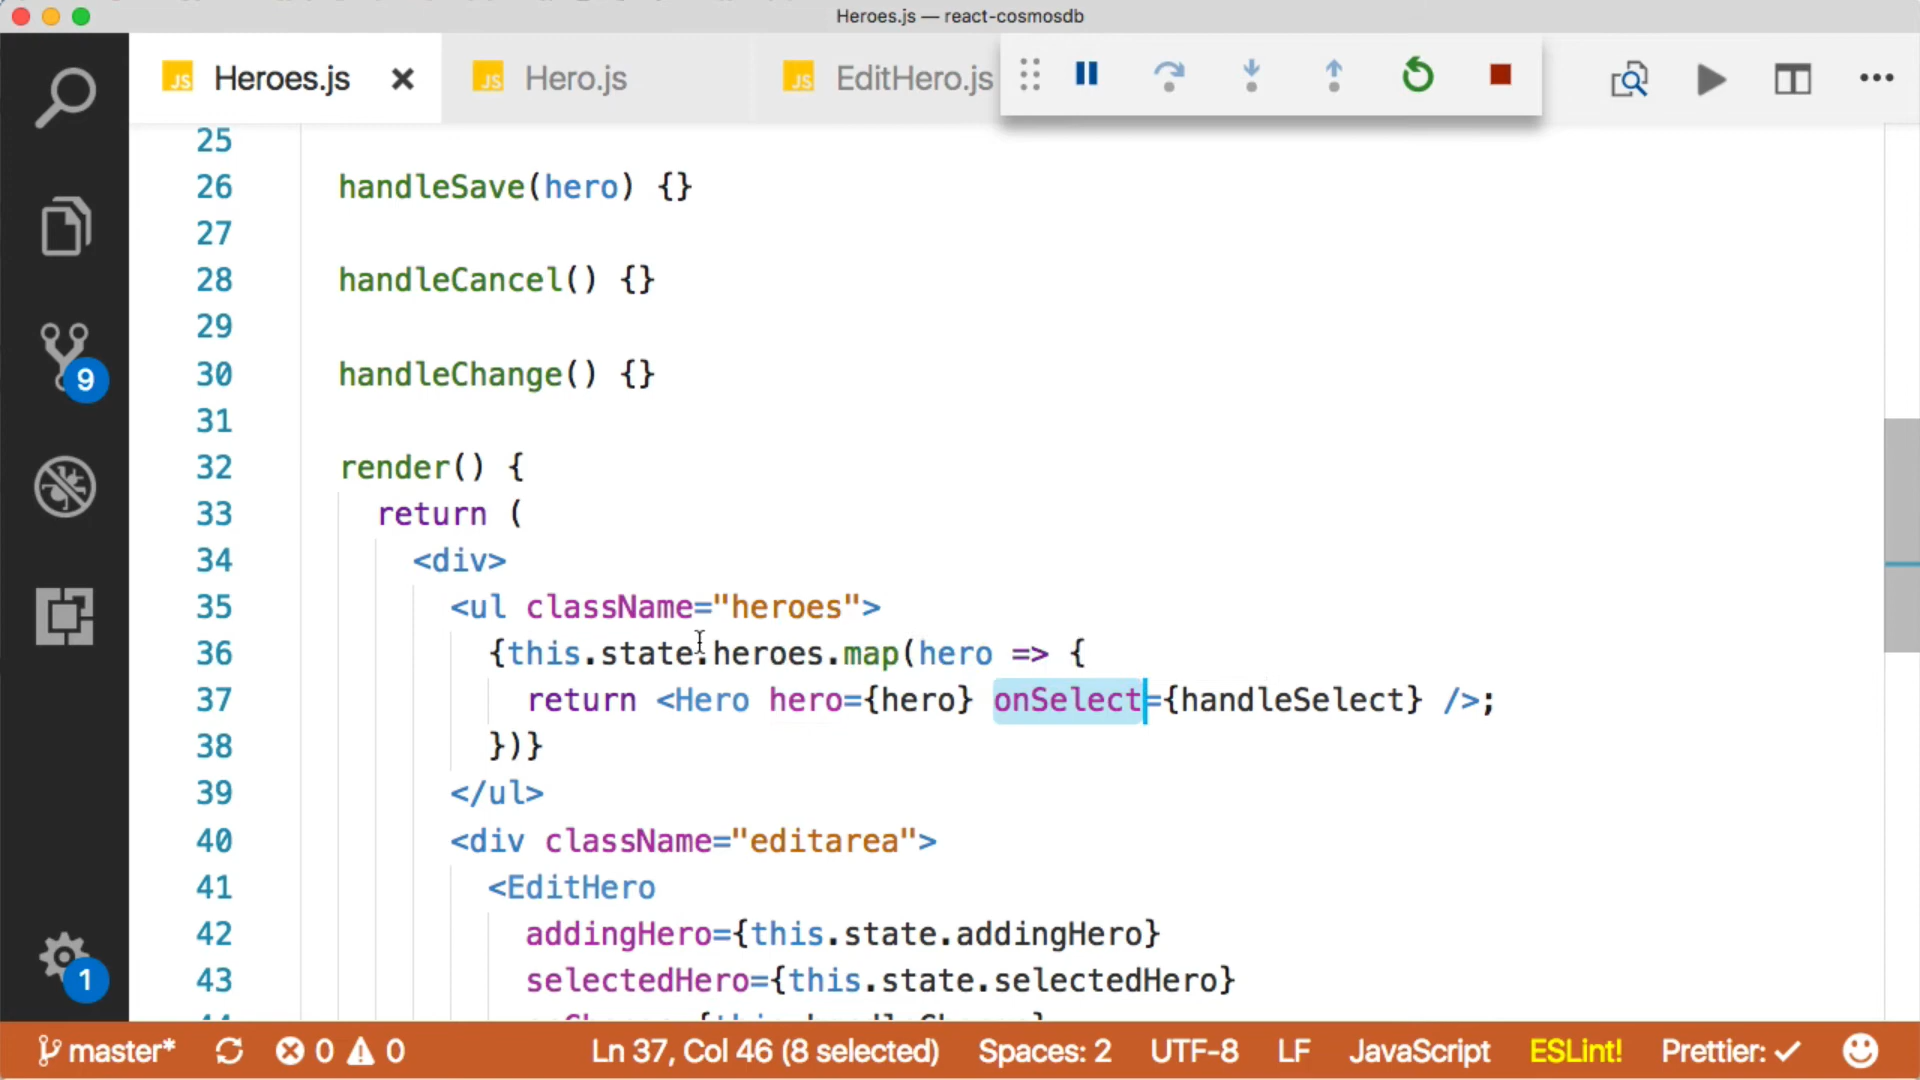 Heroes.js — react-cosmosdb
JS Heroes.js JS Hero.js JS EditHero.js
25
26 handleSave(hero) {}
27
28 handleCancel() {}
29
30 handleChange() {}
31
32 render() {
33 return (
34 <div>
35 <ul className="heroes">
36 {this.state.heroes.map(hero => {
37 return <Hero hero={hero} onSelect={handleSelect} />;
38 })}
39 </ul>
40 <div className="editarea">
41 <EditHero
42 addingHero={this.state.addingHero}
43 selectedHero={this.state.selectedHero}
9
1
master* 0 0 Ln 37, Col 46 (8 selected) Spaces: 2 UTF-8 LF JavaScript ESLint! Prettier: ✓